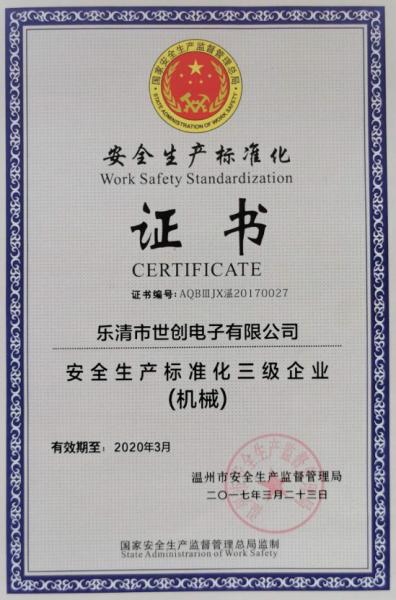 国家安全生产监督管理总局
STATE ADMINISTRATION OF WORK SAFETY
安全生产标准化
Work Safety Standardization
证书
CERTIFICATE
证书编号: AQBⅢJX温20170027
乐清市世创电子有限公司
安全生产标准化三级企业
(机械)
有效期至: 2020年3月
温州市安全生产监督管理局
二〇一七年三月二十三日
国家安全生产监督管理总局监制
State Administration of Work Safety